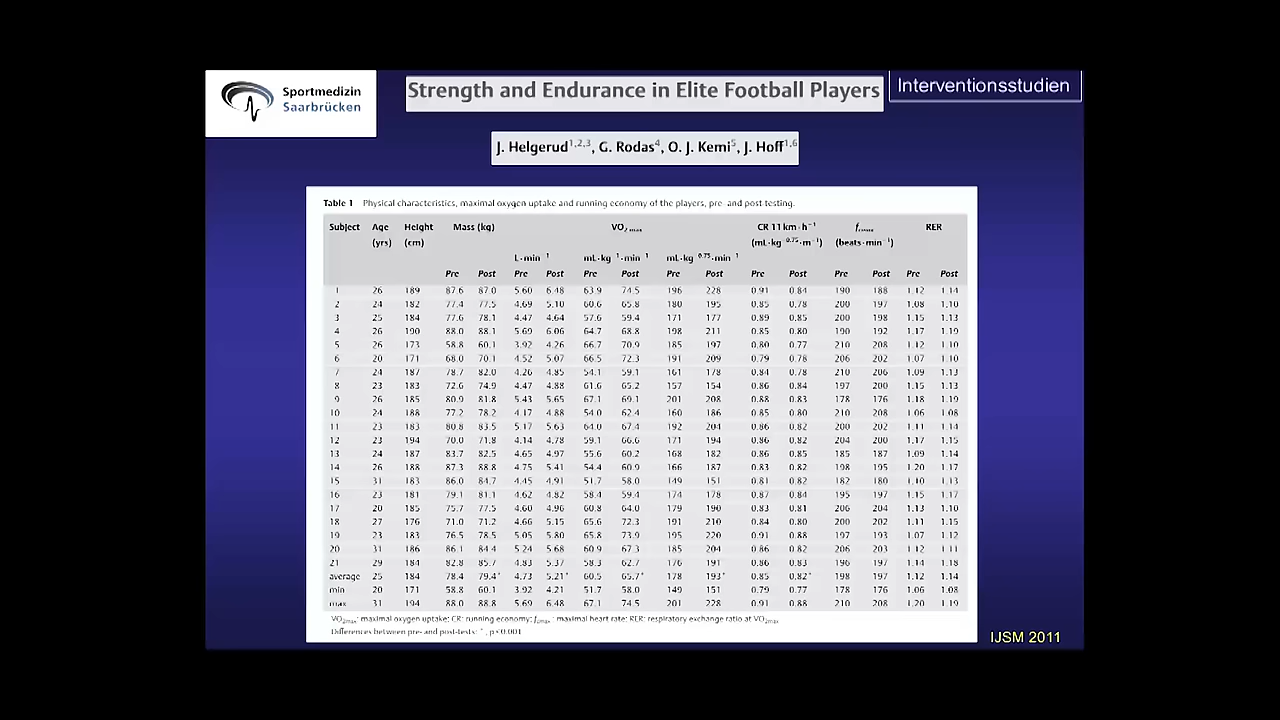 Sportmedizin
Saarbrücken
Strength and Endurance in Elite Football Players
Interventionsstudien
J. Helgerud1,2,3, G. Rodas4, O. J. Kemi5, J. Hoff1,6
Table 1 Physical characteristics, maximal oxygen uptake and running economy of the players, pre- and post testing.
Subject Age Height Mass (kg) VO2 max CR 11 km·h−1 fcmax RER
(yrs) (cm) (mL·kg−0.75·m−1) (beats·min−1)
L·min−1 mL·kg−1·min−1 mL·kg−0.75·min−1
Pre Post Pre Post Pre Post Pre Post Pre Post Pre Post Pre Post
1 26 189 87.6 87.0 5.60 6.48 63.9 74.5 196 228 0.91 0.84 190 188 1.12 1.14
2 24 182 77.4 77.5 4.69 5.10 60.6 65.8 180 195 0.85 0.78 200 197 1.08 1.10
3 25 184 77.6 78.1 4.47 4.64 57.6 59.4 171 177 0.89 0.85 200 198 1.15 1.13
4 26 190 88.0 88.1 5.69 6.06 64.7 68.8 198 211 0.85 0.80 190 192 1.17 1.19
5 26 173 58.8 60.1 3.92 4.26 66.7 70.9 185 197 0.80 0.77 210 208 1.12 1.10
6 20 171 68.0 70.1 4.52 5.07 66.5 72.3 191 209 0.79 0.78 206 202 1.07 1.10
7 24 187 78.7 82.0 4.26 4.85 54.1 59.1 161 178 0.84 0.78 210 206 1.09 1.13
8 23 183 72.6 74.9 4.47 4.88 61.6 65.2 157 154 0.86 0.84 197 200 1.15 1.13
9 26 185 80.9 81.8 5.43 5.65 67.1 69.1 201 208 0.88 0.83 178 176 1.18 1.19
10 24 188 77.2 78.2 4.17 4.88 54.0 62.4 160 186 0.85 0.80 210 208 1.06 1.08
11 23 183 80.8 83.5 5.17 5.63 64.0 67.4 192 204 0.86 0.82 200 202 1.11 1.14
12 23 194 70.0 71.8 4.14 4.78 59.1 66.6 171 194 0.86 0.82 204 200 1.17 1.15
13 24 187 83.7 82.5 4.65 4.97 55.6 60.2 168 182 0.86 0.85 185 187 1.09 1.14
14 26 188 87.3 88.8 4.75 5.41 54.4 60.9 166 187 0.83 0.82 198 195 1.20 1.17
15 31 183 86.0 84.7 4.45 4.91 51.7 58.0 149 151 0.81 0.82 182 180 1.10 1.13
16 23 181 79.1 81.1 4.62 4.82 58.4 59.4 174 178 0.87 0.84 195 197 1.15 1.17
17 20 185 75.7 77.5 4.60 4.96 60.8 64.0 179 190 0.83 0.81 206 204 1.13 1.10
18 27 176 71.0 71.2 4.66 5.15 65.6 72.3 191 210 0.84 0.80 200 202 1.11 1.15
19 23 183 76.5 78.5 5.05 5.80 65.8 73.9 195 220 0.91 0.88 197 193 1.07 1.12
20 31 186 86.1 84.4 5.24 5.68 60.9 67.3 185 204 0.86 0.82 206 203 1.12 1.11
21 29 184 82.8 85.7 4.83 5.37 58.3 62.7 176 191 0.86 0.83 196 197 1.14 1.18
average 25 184 78.4 79.4* 4.73 5.21* 60.5 65.7* 178 193* 0.85 0.82* 198 197 1.12 1.14
min 20 171 58.8 60.1 3.92 4.21 51.7 58.0 149 151 0.79 0.77 178 176 1.06 1.08
max 31 194 88.0 88.8 5.69 6.48 67.1 74.5 201 228 0.91 0.88 210 208 1.20 1.19
VO2max: maximal oxygen uptake; CR: running economy; fcmax: maximal heart rate; RER: respiratory exchange ratio at VO2max
Differences between pre- and post-tests: *, p<0.001
IJSM 2011